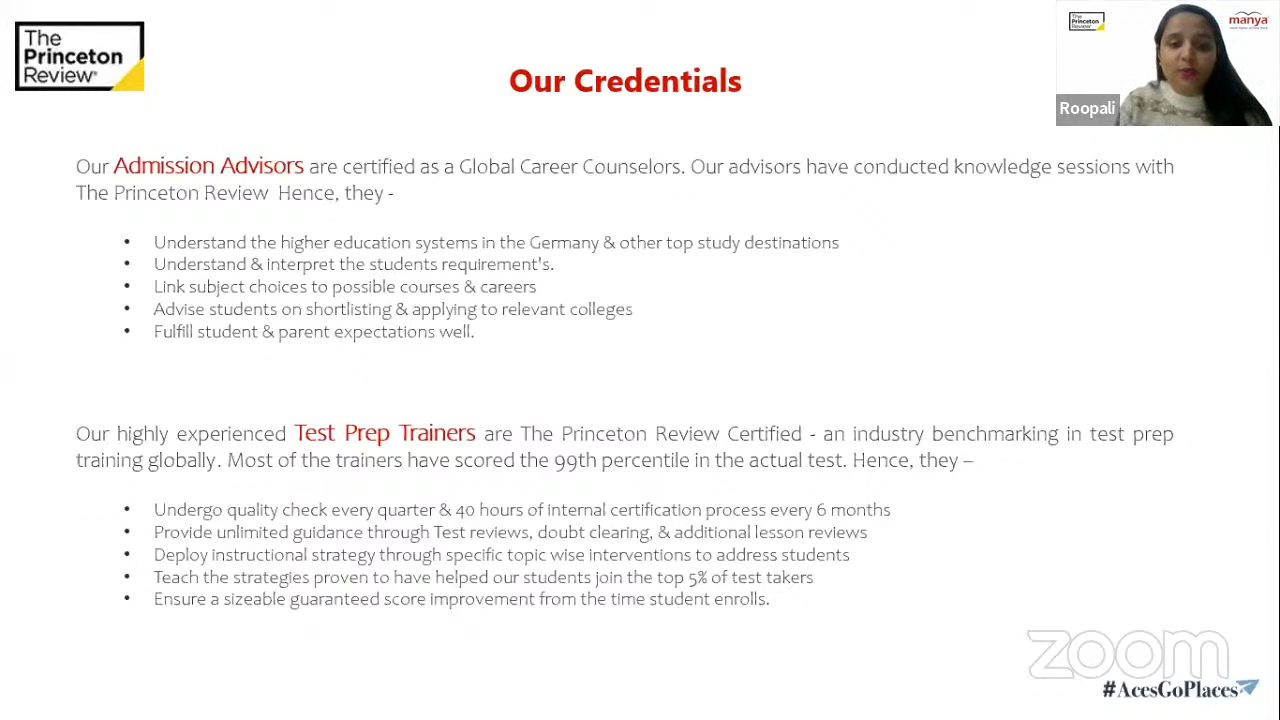 The
Princeton
Review®
Our Credentials
The
Princeton
Review
manya
Roopali
Our Admission Advisors are certified as a Global Career Counselors. Our advisors have conducted knowledge sessions with
The Princeton Review Hence, they -
• Understand the higher education systems in the Germany & other top study destinations
• Understand & interpret the students requirement's.
• Link subject choices to possible courses & careers
• Advise students on shortlisting & applying to relevant colleges
• Fulfill student & parent expectations well.
Our highly experienced Test Prep Trainers are The Princeton Review Certified - an industry benchmarking in test prep
training globally. Most of the trainers have scored the 99th percentile in the actual test. Hence, they –
• Undergo quality check every quarter & 40 hours of internal certification process every 6 months
• Provide unlimited guidance through Test reviews, doubt clearing, & additional lesson reviews
• Deploy instructional strategy through specific topic wise interventions to address students
• Teach the strategies proven to have helped our students join the top 5% of test takers
• Ensure a sizeable guaranteed score improvement from the time student enrolls.
zoom
#AcesGoPlaces